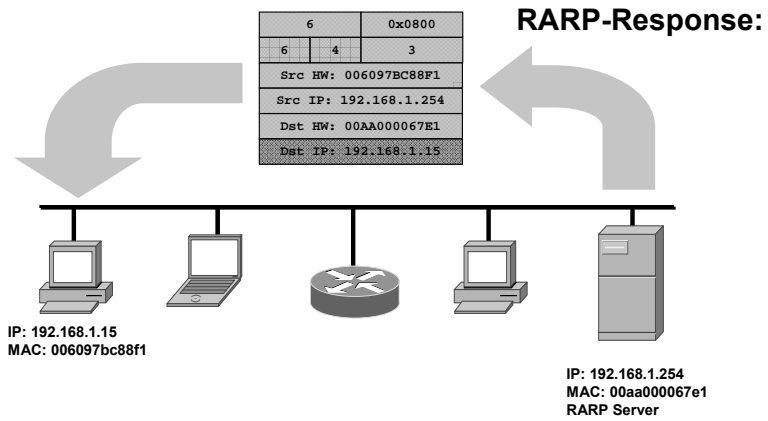 RARP-Response:
6 0x0800
6 4 3
Src HW: 006097BC88F1
Src IP: 192.168.1.254
Dst HW: 00AA000067E1
Dst IP: 192.168.1.15
IP: 192.168.1.15
MAC: 006097bc88f1
IP: 192.168.1.254
MAC: 00aa000067e1
RARP Server